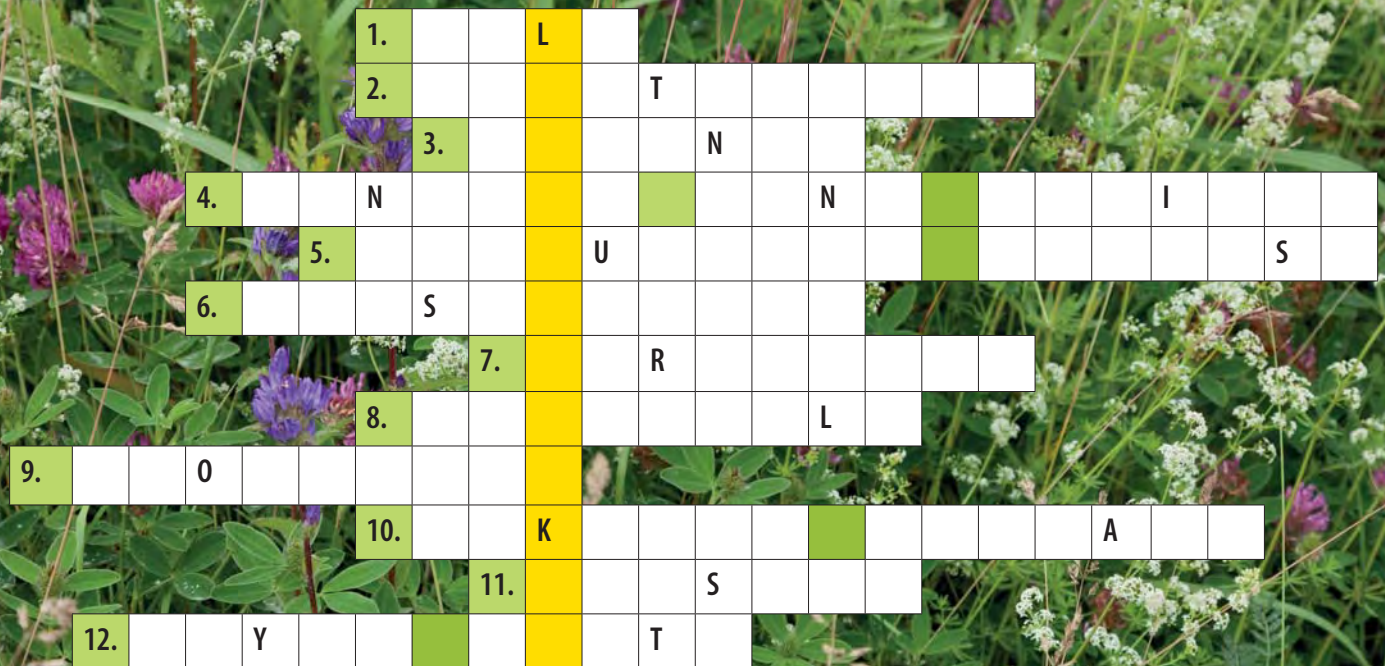 1. L
2. T
3. N
4. N N I
5. U S
6. S
7. R
8. L
9. O
10. K A
11. S
12. Y T